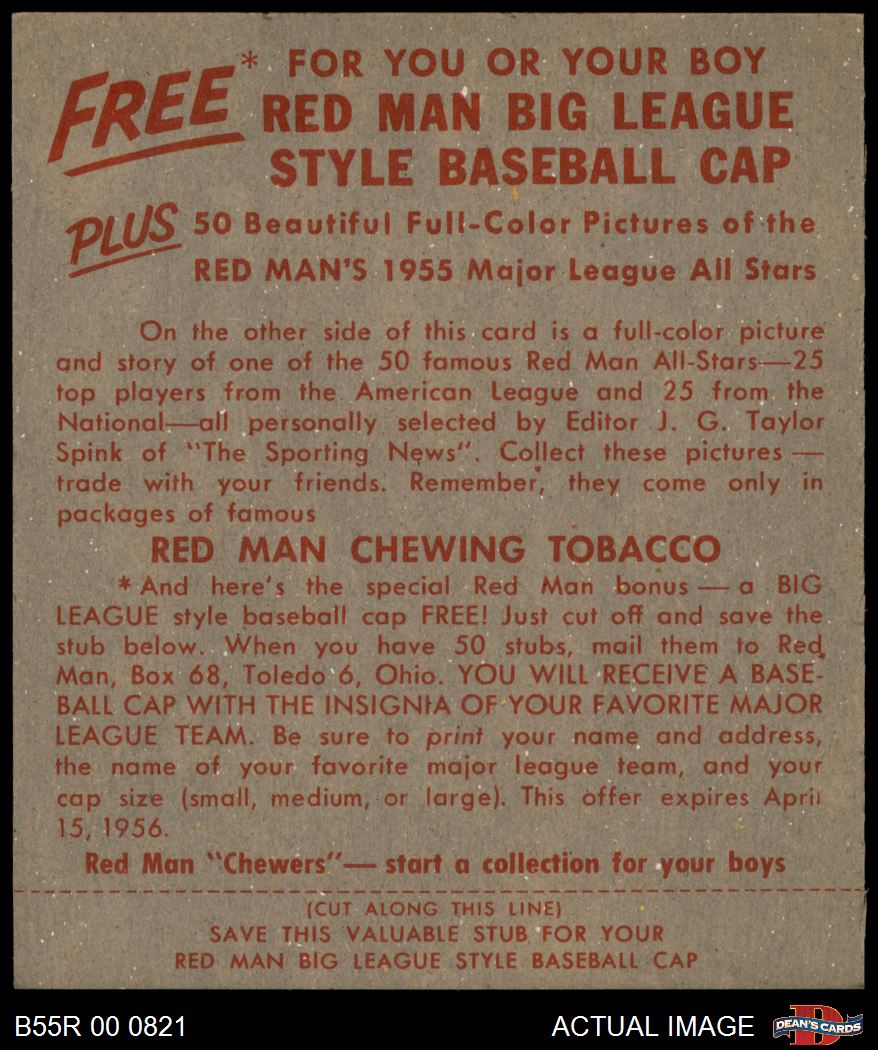 FREE* FOR YOU OR YOUR BOY
RED MAN BIG LEAGUE
STYLE BASEBALL CAP
PLUS 50 Beautiful Full-Color Pictures of the
RED MAN'S 1955 Major League All Stars
On the other side of this card is a full-color picture
and story of one of the 50 famous Red Man All-Stars—25
top players from the American League and 25 from the
National—all personally selected by Editor J. G. Taylor
Spink of "The Sporting News". Collect these pictures —
trade with your friends. Remember, they come only in
packages of famous
RED MAN CHEWING TOBACCO
* And here's the special Red Man bonus — a BIG
LEAGUE style baseball cap FREE! Just cut off and save the
stub below. When you have 50 stubs, mail them to Red
Man, Box 68, Toledo 6, Ohio. YOU WILL RECEIVE A BASE-
BALL CAP WITH THE INSIGNIA OF YOUR FAVORITE MAJOR
LEAGUE TEAM. Be sure to print your name and address,
the name of your favorite major league team, and your
cap size (small, medium, or large). This offer expires April
15, 1956.
Red Man "Chewers"— start a collection for your boys
(CUT ALONG THIS LINE)
SAVE THIS VALUABLE STUB FOR YOUR
RED MAN BIG LEAGUE STYLE BASEBALL CAP
B55R 00 0821
ACTUAL IMAGE
D
DEAN'S CARDS